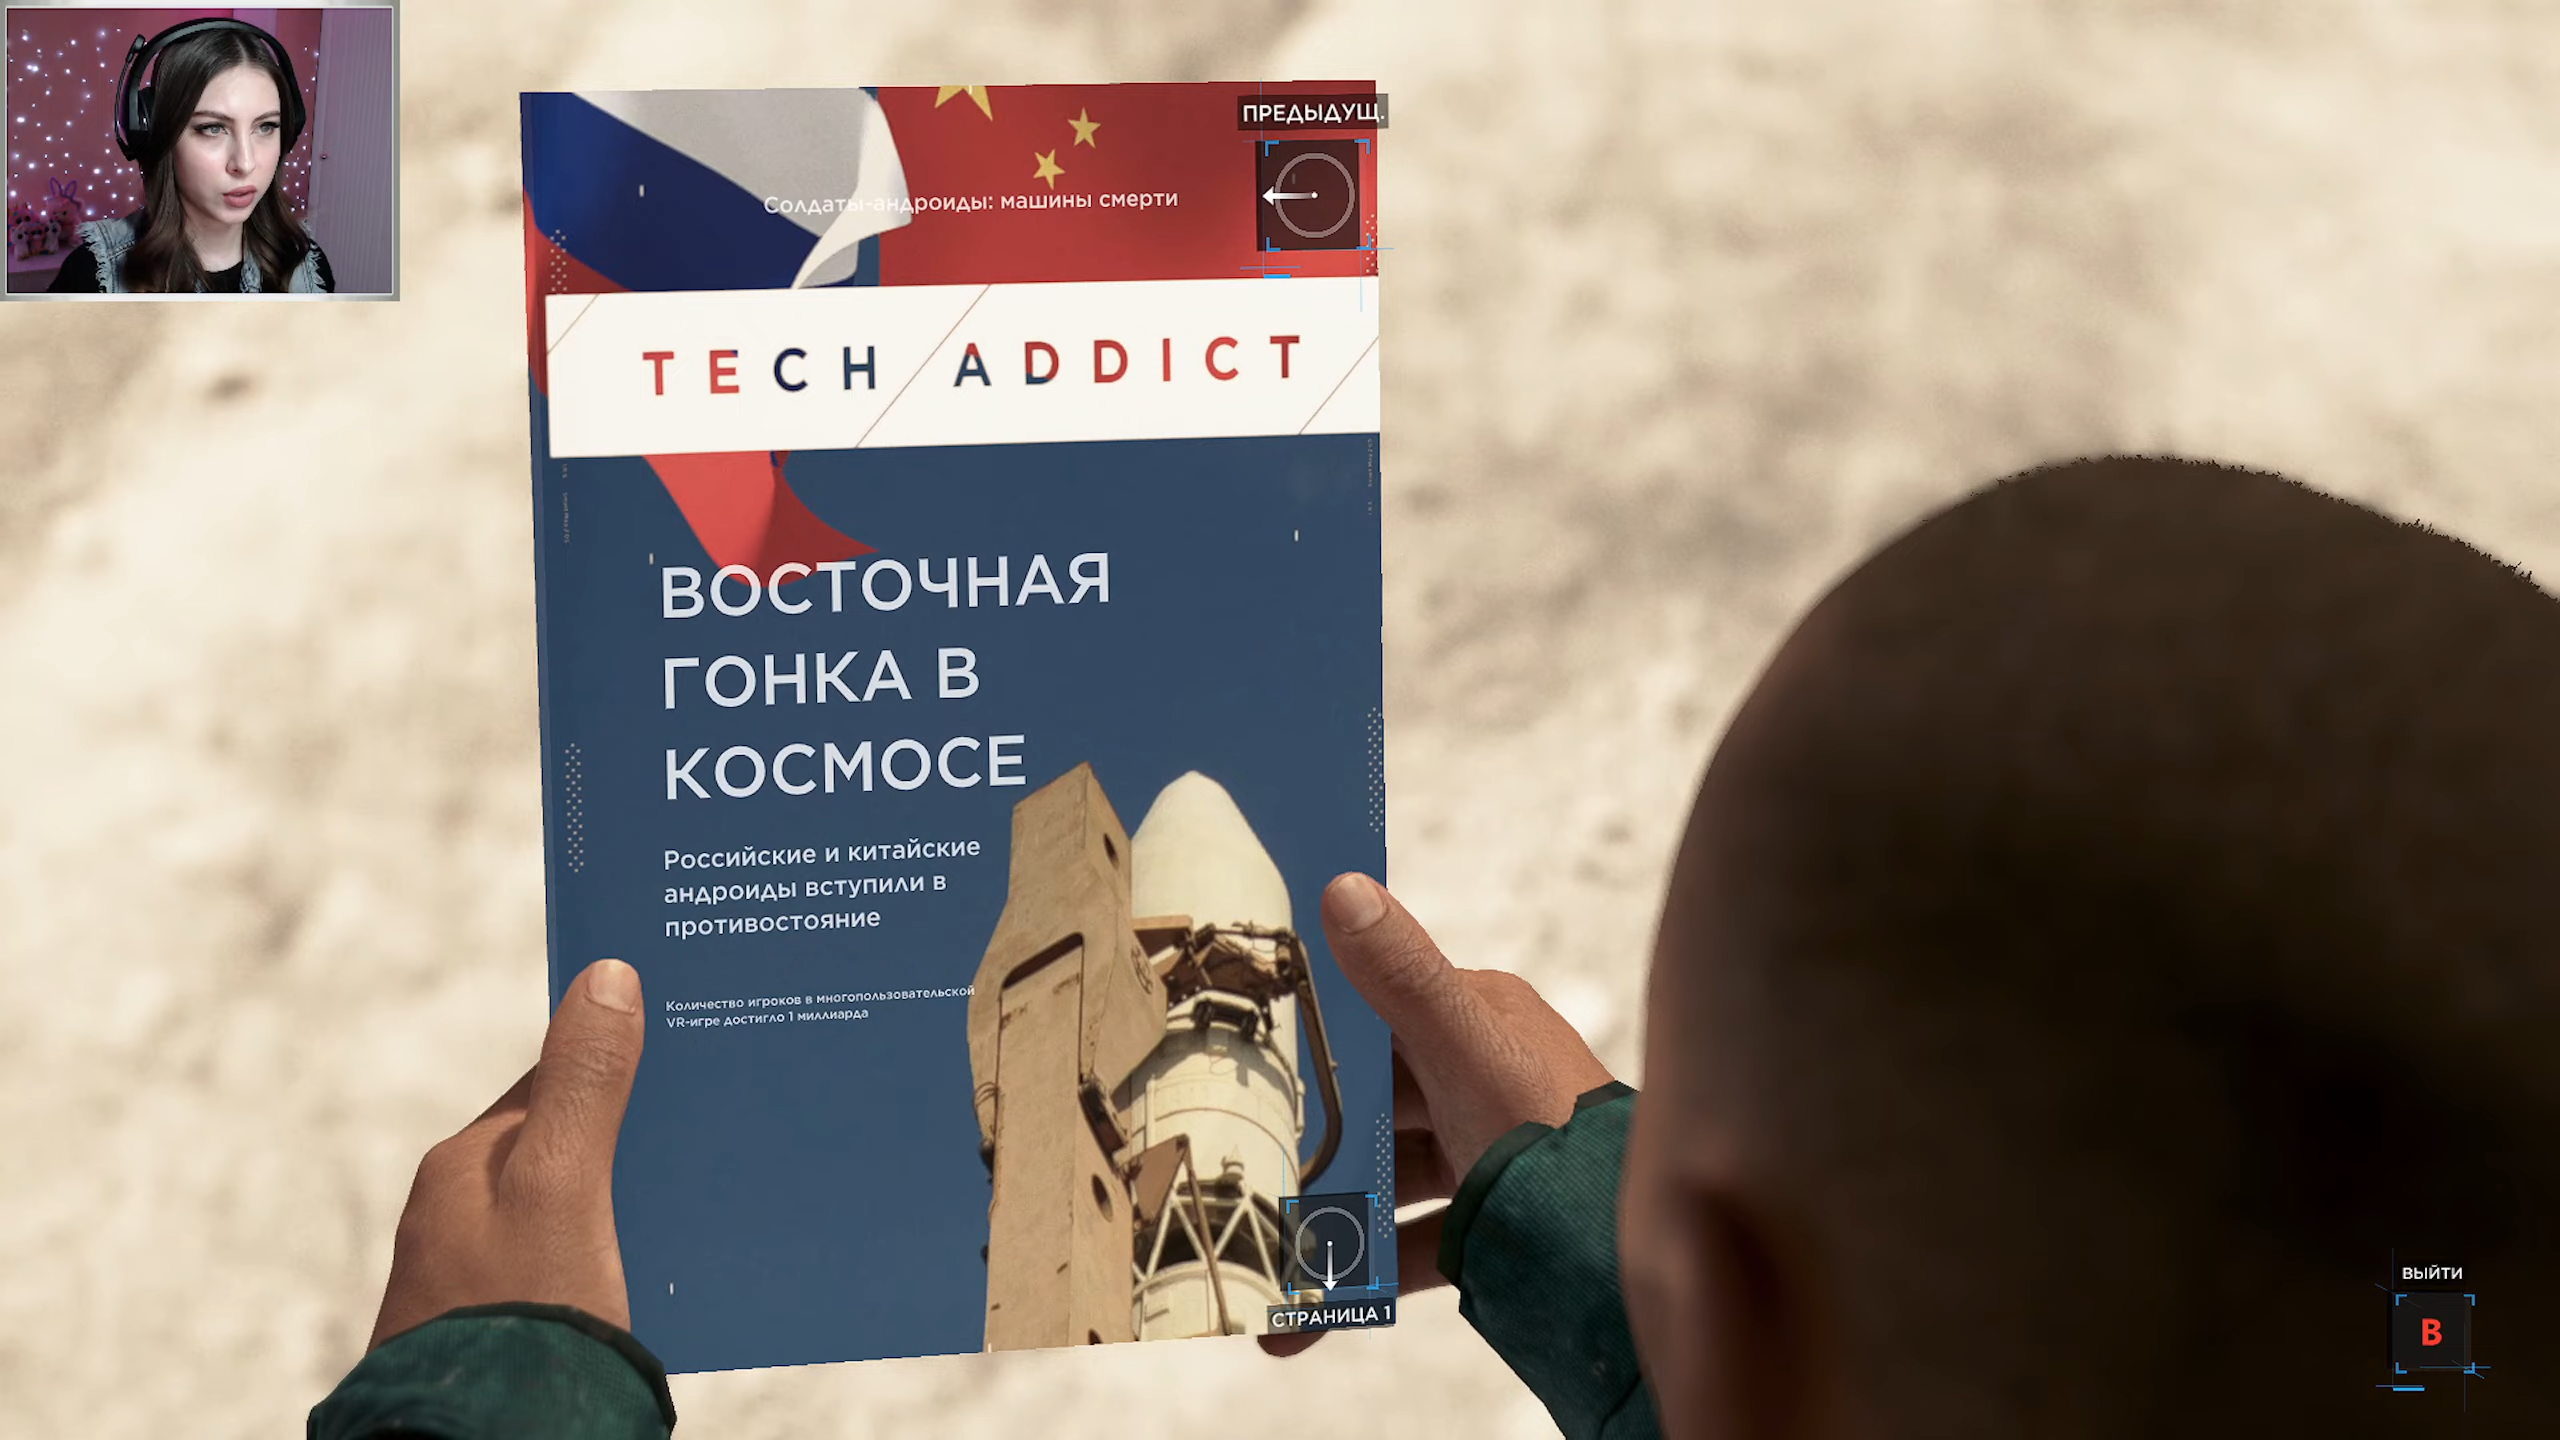 ПРЕДЫДУЩ.
Солдаты-андроиды: машины смерти
TECH ADDICT
ВОСТОЧНАЯ
ГОНКА В
КОСМОСЕ
Российские и китайские
андроиды вступили в
противостояние
Количество игроков в многопользовательской
VR-игре достигло 1 миллиарда
СТРАНИЦА 1
ВЫЙТИ
B